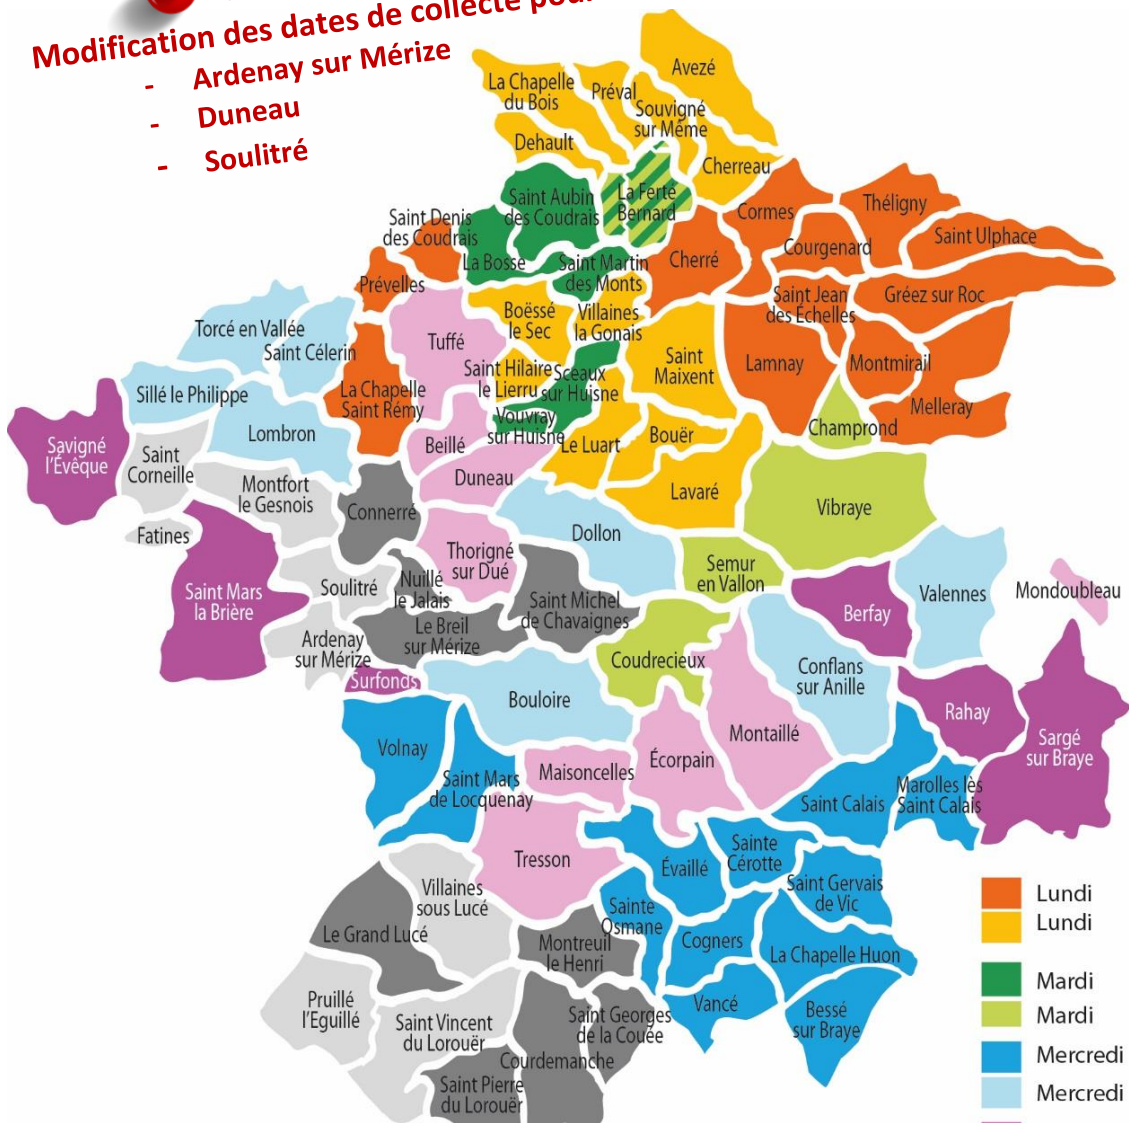 Modification des dates de collecte pour
- Ardenay sur Mérize
- Duneau
- Soulitré
Avezé
La Chapelle
du Bois
Préval
Souvigné
sur Même
Dehault
Cherreau
Saint Aubin
des Coudrais
La Ferté
Bernard
Cormes
Théligny
Saint Denis
des Coudrais
Courgenard
Saint Ulphace
La Bosse
Saint Martin
des Monts
Cherré
Prévelles
Saint Jean
des Échelles
Gréez sur Roc
Boëssé
le Sec
Villaines
la Gonais
Torcé en Vallée
Saint Célerin
Tuffé
Saint
Maixent
Lamnay
Montmirail
Saint Hilaire
le Lierru
Sceaux
sur Huisne
Sillé le Philippe
La Chapelle
Saint Rémy
Melleray
Vouvray
sur Huisne
Champrond
Lombron
Beillé
Le Luart
Bouër
Savigné
l'Évêque
Saint
Corneille
Duneau
Lavaré
Montfort
le Gesnois
Connerré
Vibraye
Fatines
Dollon
Thorigné
sur Dué
Semur
en Vallon
Saint Mars
la Brière
Soulitré
Nuillé
le Jalais
Saint Michel
de Chavaignes
Valennes
Mondoubleau
Berfay
Le Breil
sur Mérize
Ardenay
sur Mérize
Coudrecieux
Conflans
sur Anille
Surfonds
Bouloire
Rahay
Volnay
Montaillé
Sargé
sur Braye
Écorpain
Maisoncelles
Saint Mars
de Locquenay
Saint Calais
Marolles lès
Saint Calais
Tresson
Évaillé
Sainte
Cérotte
Saint Gervais
de Vic
Villaines
sous Lucé
Sainte
Osmane
Le Grand Lucé
Montreuil
le Henri
Cogners
La Chapelle Huon
Pruillé
l'Eguillé
Saint Vincent
du Lorouër
Saint Georges
de la Couée
Vancé
Bessé
sur Braye
Courdemanche
Saint Pierre
du Lorouër
Lundi
Lundi
Mardi
Mardi
Mercredi
Mercredi